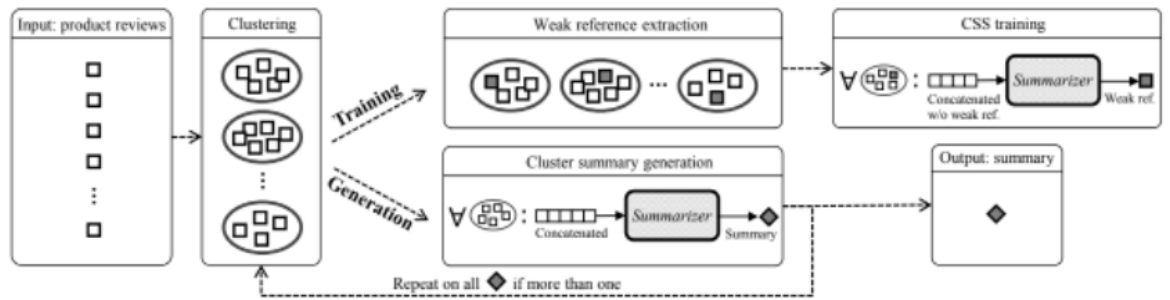 Input: product reviews
Clustering
Training
Generation
Weak reference extraction
CSS training
∀ : Summarizer
Concatenated
w/o weak ref.
Weak ref.
Cluster summary generation
∀ : Summarizer
Concatenated
Summary
Output: summary
Repeat on all ◆ if more than one